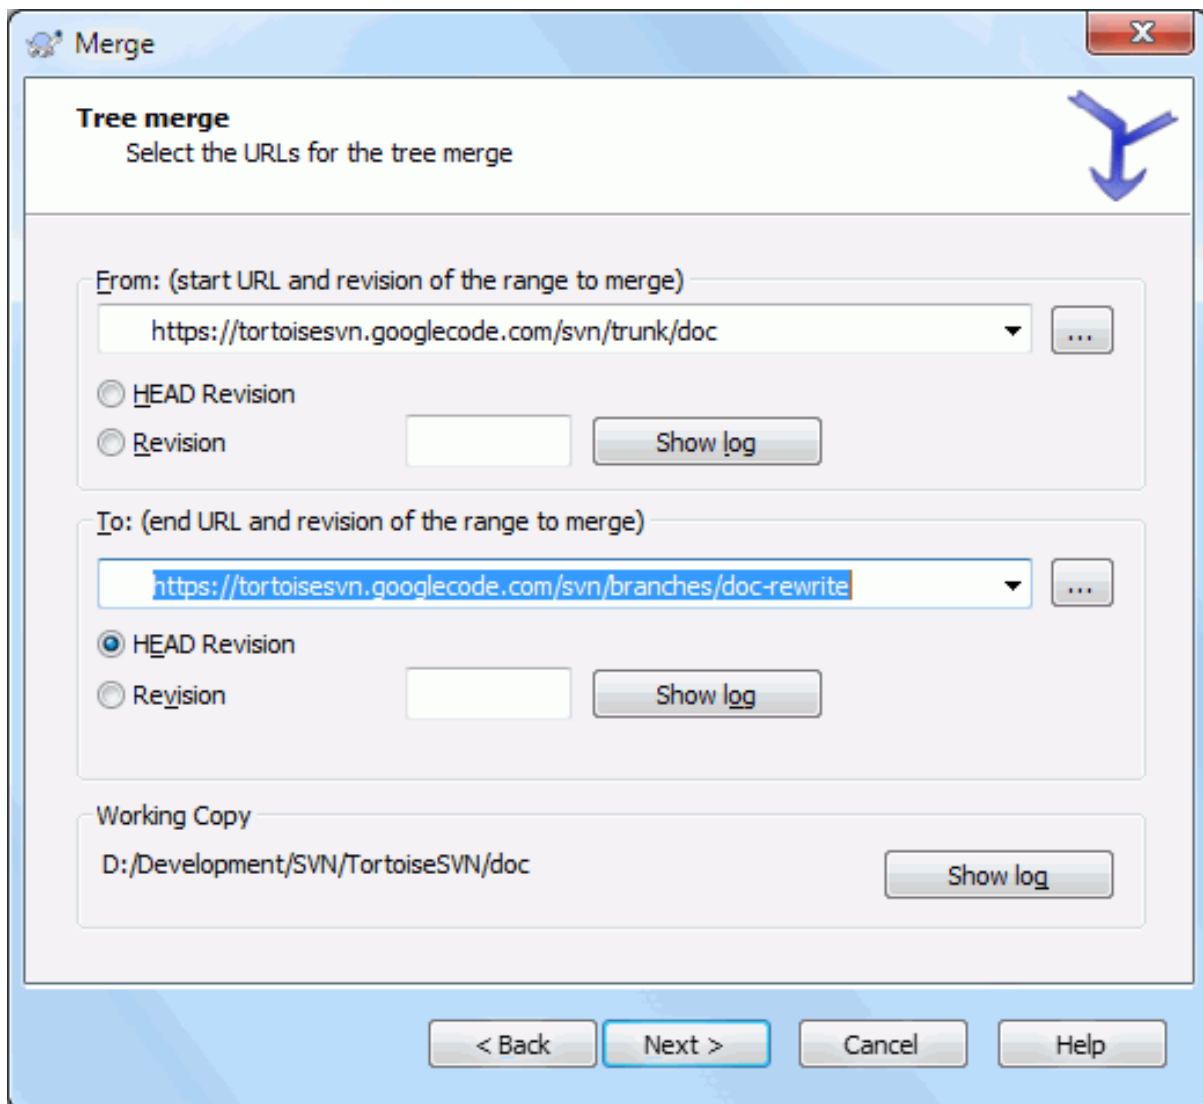 Merge
Tree merge
Select the URLs for the tree merge
From: (start URL and revision of the range to merge)
https://tortoisesvn.googlecode.com/svn/trunk/doc
...
HEAD Revision
Revision
Show log
To: (end URL and revision of the range to merge)
https://tortoisesvn.googlecode.com/svn/branches/doc-rewrite
...
HEAD Revision
Revision
Show log
Working Copy
D:/Development/SVN/TortoiseSVN/doc
Show log
< Back Next > Cancel Help